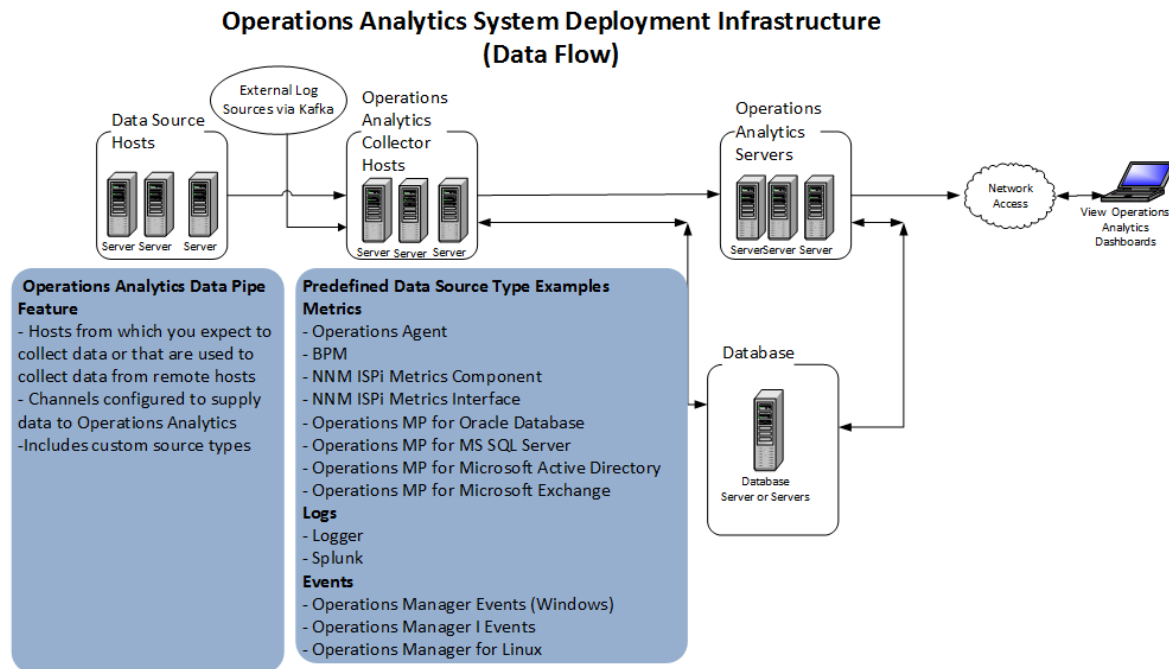 Operations Analytics System Deployment Infrastructure
(Data Flow)
External Log
Sources via Kafka
Data Source
Hosts
Server Server Server
Operations
Analytics
Collector
Hosts
Server Server Server
Operations
Analytics
Servers
Server Server Server
Network
Access
View Operations
Analytics
Dashboards
Operations Analytics Data Pipe
Feature
- Hosts from which you expect to
collect data or that are used to
collect data from remote hosts
- Channels configured to supply
data to Operations Analytics
-Includes custom source types
Predefined Data Source Type Examples
Metrics
- Operations Agent
- BPM
- NNM ISPi Metrics Component
- NNM ISPi Metrics Interface
- Operations MP for Oracle Database
- Operations MP for MS SQL Server
- Operations MP for Microsoft Active Directory
- Operations MP for Microsoft Exchange
Logs
- Logger
- Splunk
Events
- Operations Manager Events (Windows)
- Operations Manager I Events
- Operations Manager for Linux
Database
Database
Server or Servers